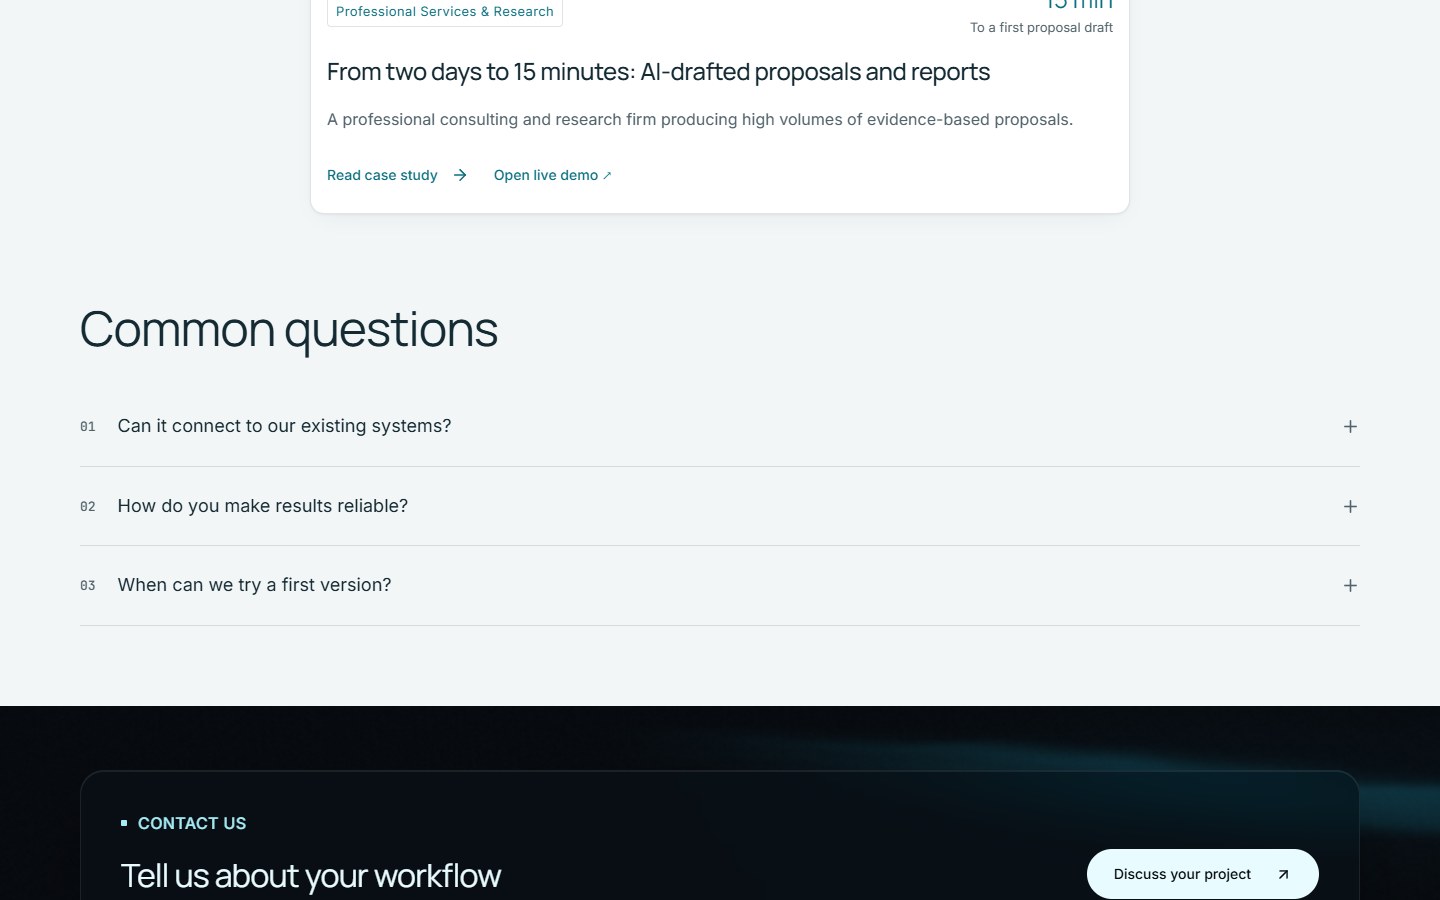 Professional Services & Research
15 min
To a first proposal draft
From two days to 15 minutes: AI-drafted proposals and reports
A professional consulting and research firm producing high volumes of evidence-based proposals.
Read case study → Open live demo ↗
Common questions
01 Can it connect to our existing systems? +
02 How do you make results reliable? +
03 When can we try a first version? +
CONTACT US
Tell us about your workflow
Discuss your project ↗